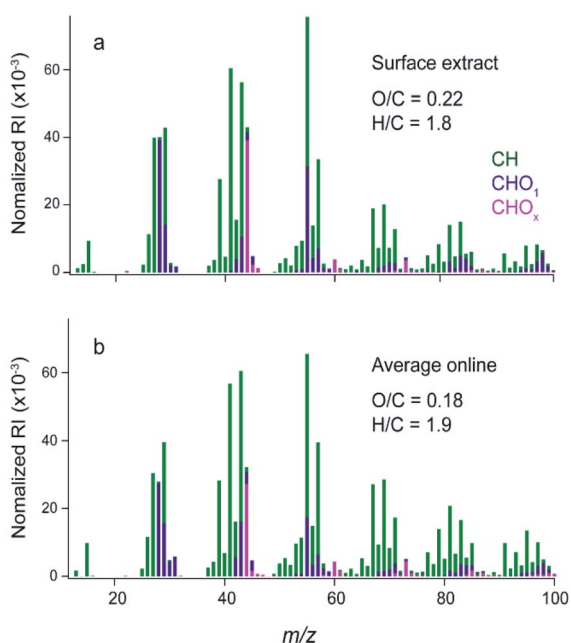 a
Surface extract
O/C = 0.22
H/C = 1.8
CH
CHO1
CHOx
Nomalized RI (x10-3)
60
40
20
0
b
Average online
O/C = 0.18
H/C = 1.9
Nomalized RI (x10-3)
60
40
20
0
20
40
60
80
100
m/z